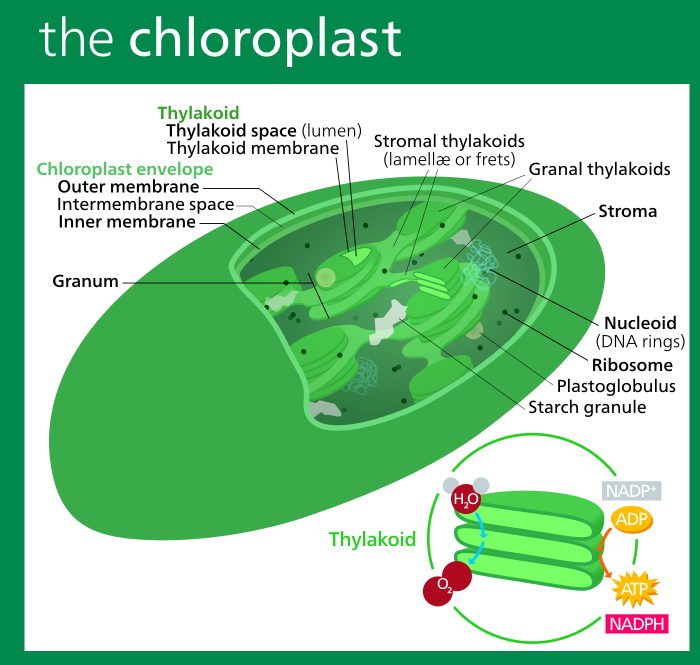 the chloroplast
Thylakoid
Thylakoid space (lumen)
Thylakoid membrane
Stromal thylakoids
(lamellæ or frets)
Granal thylakoids
Chloroplast envelope
Outer membrane
Intermembrane space
Inner membrane
Stroma
Granum
Nucleoid
(DNA rings)
Ribosome
Plastoglobulus
Starch granule
H₂O
NADP⁺
ADP
Thylakoid
O₂
ATP
NADPH